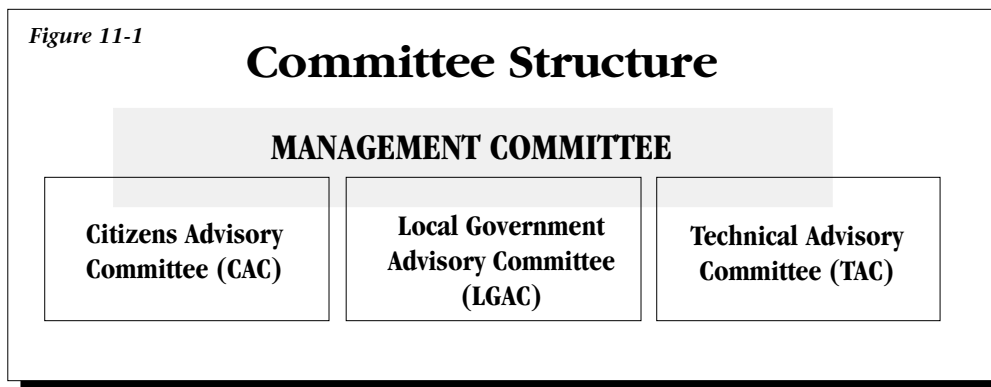 Figure 11-1
Committee Structure
MANAGEMENT COMMITTEE
Citizens Advisory
Committee (CAC)
Local Government
Advisory Committee
(LGAC)
Technical Advisory
Committee (TAC)